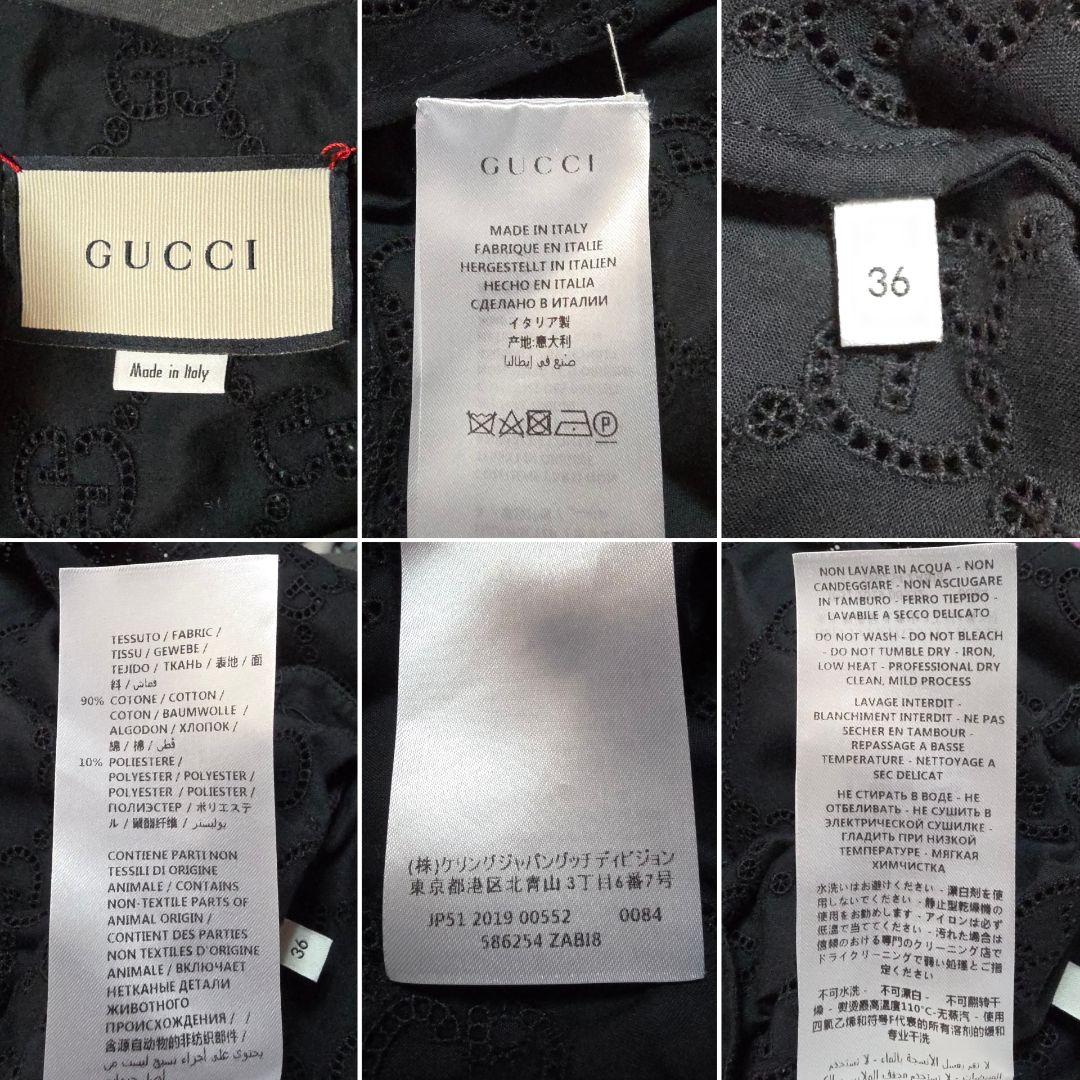 GUCCI
Made in Italy
GUCCI
MADE IN ITALY
FABRIQUE EN ITALIE
HERGESTELLT IN ITALIEN
HECHO EN ITALIA
СДЕЛАНО В ИТАЛИИ
イタリア製
产地:意大利
صنع في إيطاليا
P
36
TESSUTO / FABRIC /
TISSU / GEWEBE /
TEJIDO / ТКАНЬ / 表地 / 面
料 / قماش
90% COTONE / COTTON /
COTON / BAUMWOLLE /
ALGODON / ХЛОПОК /
綿 / 棉 / قطن
10% POLIESTERE /
POLYESTER / POLYESTER /
POLYESTER / POLIESTER /
ПОЛИЭСТЕР / ポリエステ
ル / 聚酯纤维 / بوليستر
CONTIENE PARTI NON
TESSILI DI ORIGINE
ANIMALE / CONTAINS
NON-TEXTILE PARTS OF
ANIMAL ORIGIN /
CONTIENT DES PARTIES
NON TEXTILES D'ORIGINE
ANIMALE / ВКЛЮЧАЕТ
НЕТКАНЫЕ ДЕТАЛИ
ЖИВОТНОГО
ПРОИСХОЖДЕНИЯ / /
含源自动物的非纺织部件 /
يحتوي على أجزاء نسيج ليست من
36
(株)ケリングジャパングッチ ディビジョン
東京都港区北青山3丁目6番7号
JP51 2019 00552 0084
586254 ZABI8
NON LAVARE IN ACQUA - NON
CANDEGGIARE - NON ASCIUGARE
IN TAMBURO - FERRO TIEPIDO -
LAVABILE A SECCO DELICATO
DO NOT WASH - DO NOT BLEACH
- DO NOT TUMBLE DRY - IRON,
LOW HEAT - PROFESSIONAL DRY
CLEAN, MILD PROCESS
LAVAGE INTERDIT -
BLANCHIMENT INTERDIT - NE PAS
SECHER EN TAMBOUR -
REPASSAGE A BASSE
TEMPERATURE - NETTOYAGE A
SEC DELICAT
НЕ СТИРАТЬ В ВОДЕ - НЕ
ОТБЕЛИВАТЬ - НЕ СУШИТЬ В
ЭЛЕКТРИЧЕСКОЙ СУШИЛКЕ -
ГЛАДИТЬ ПРИ НИЗКОЙ
ТЕМПЕРАТУРЕ - МЯГКАЯ
ХИМЧИСТКА
水洗いはお避けください - 漂白剤を使
用しないでください - 静止型乾燥機の
使用をお勧めします - アイロンは必ず
低温で当ててください - 汚れた場合は
信頼のおける専門のクリーニング店で
ドライクリーニングで弱い処理とご指
定ください
不可水洗 - 不可漂白 - 不可翻转干
燥 - 熨烫最高温度110°C-无蒸汽 - 使用
四氯乙烯和符号F代表的所有溶剂的缓和
专业干洗